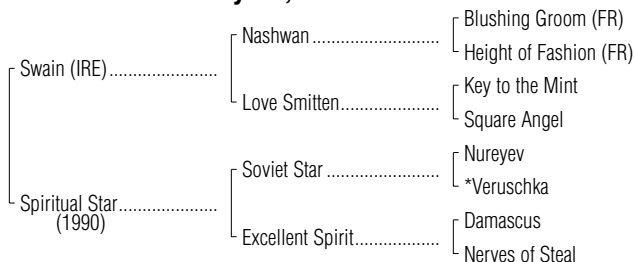 Blushing Groom (FR)
Nashwan
Height of Fashion (FR)
Swain (IRE)
Key to the Mint
Love Smitten
Square Angel
Nureyev
Soviet Star
*Veruschka
Spiritual Star
(1990)
Damascus
Excellent Spirit
Nerves of Steal